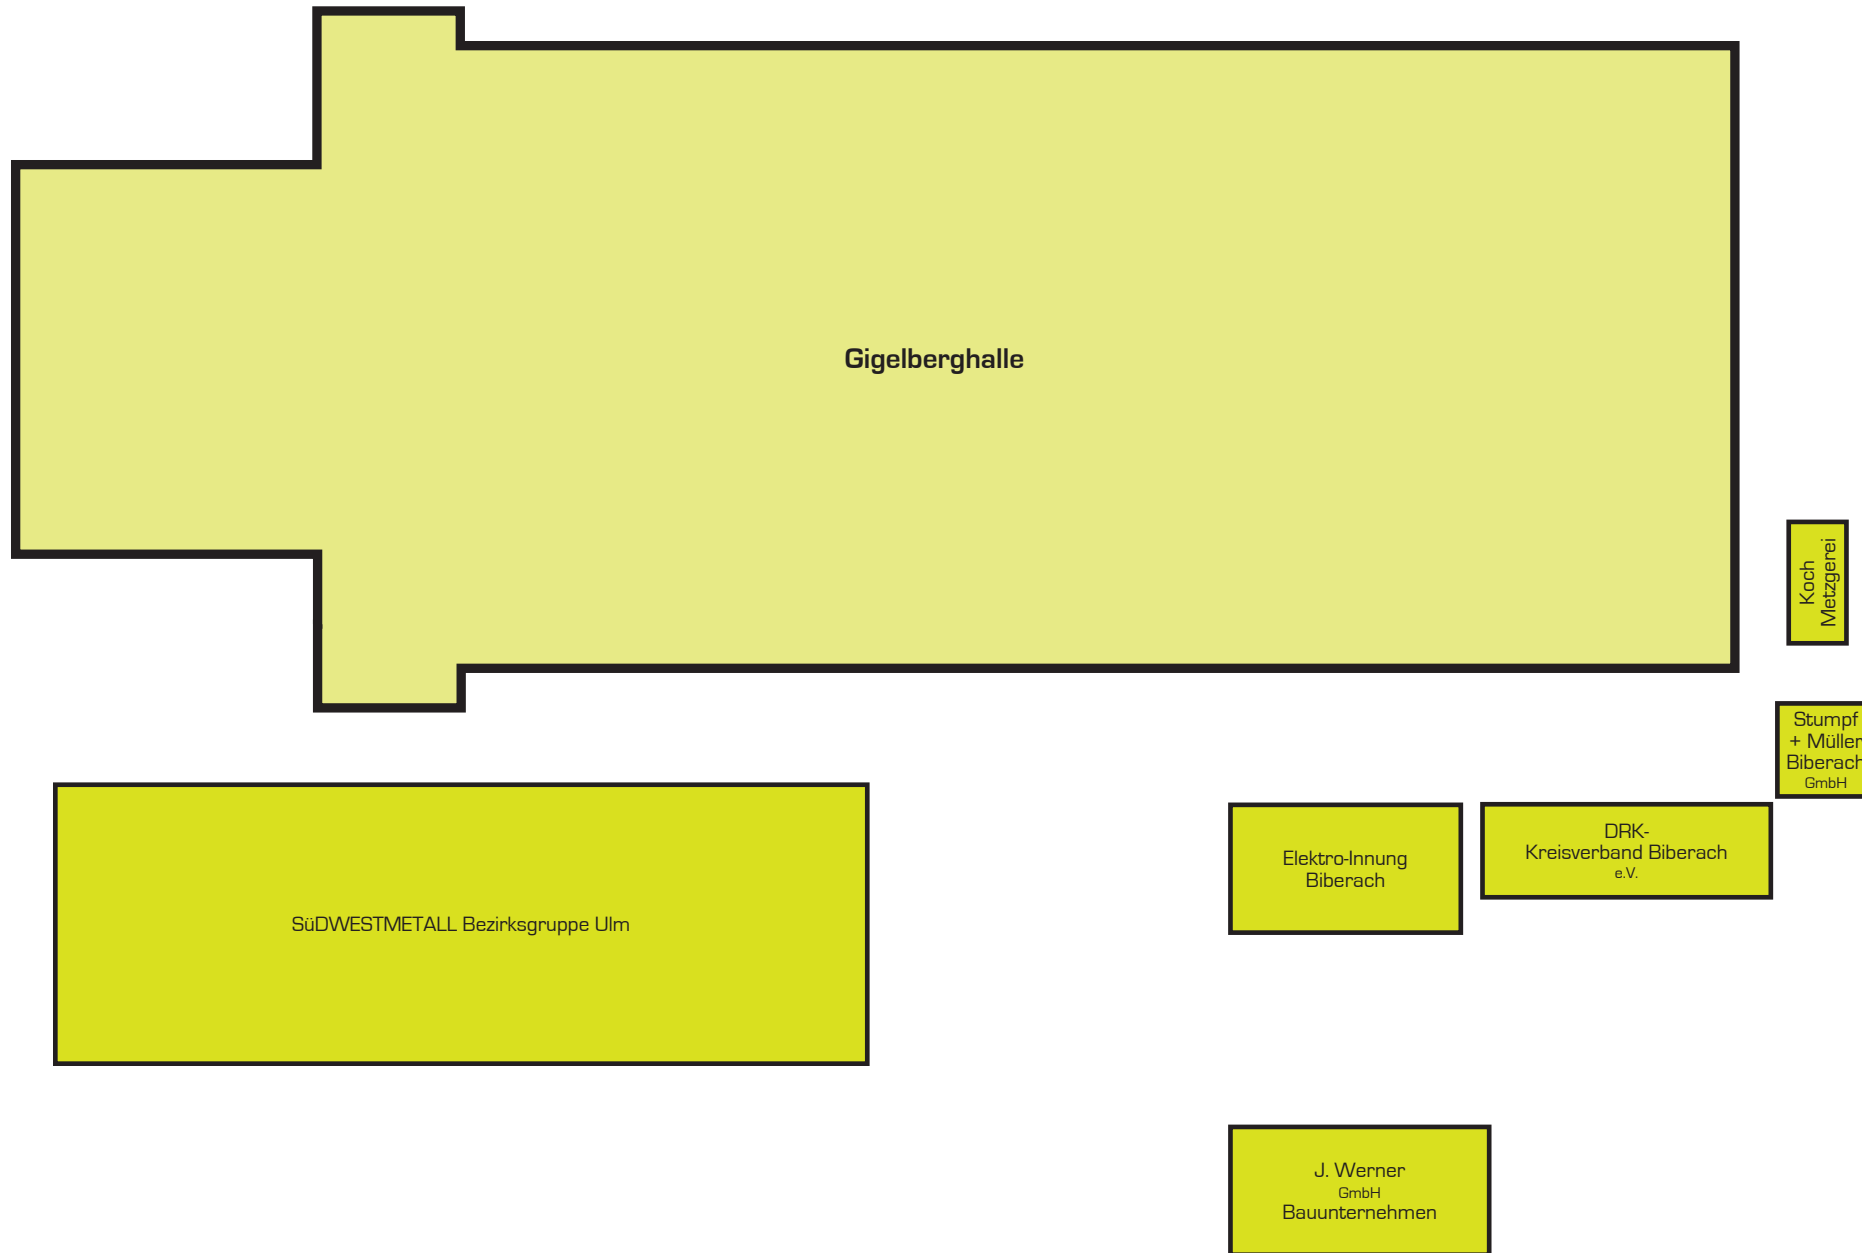 Gigelberghalle
Koch
Metzgerei
Stumpf
+ Müller
Biberach
GmbH
DRK-
Kreisverband Biberach
e.V.
Elektro-Innung
Biberach
SüDWESTMETALL Bezirksgruppe Ulm
J. Werner
GmbH
Bauunternehmen